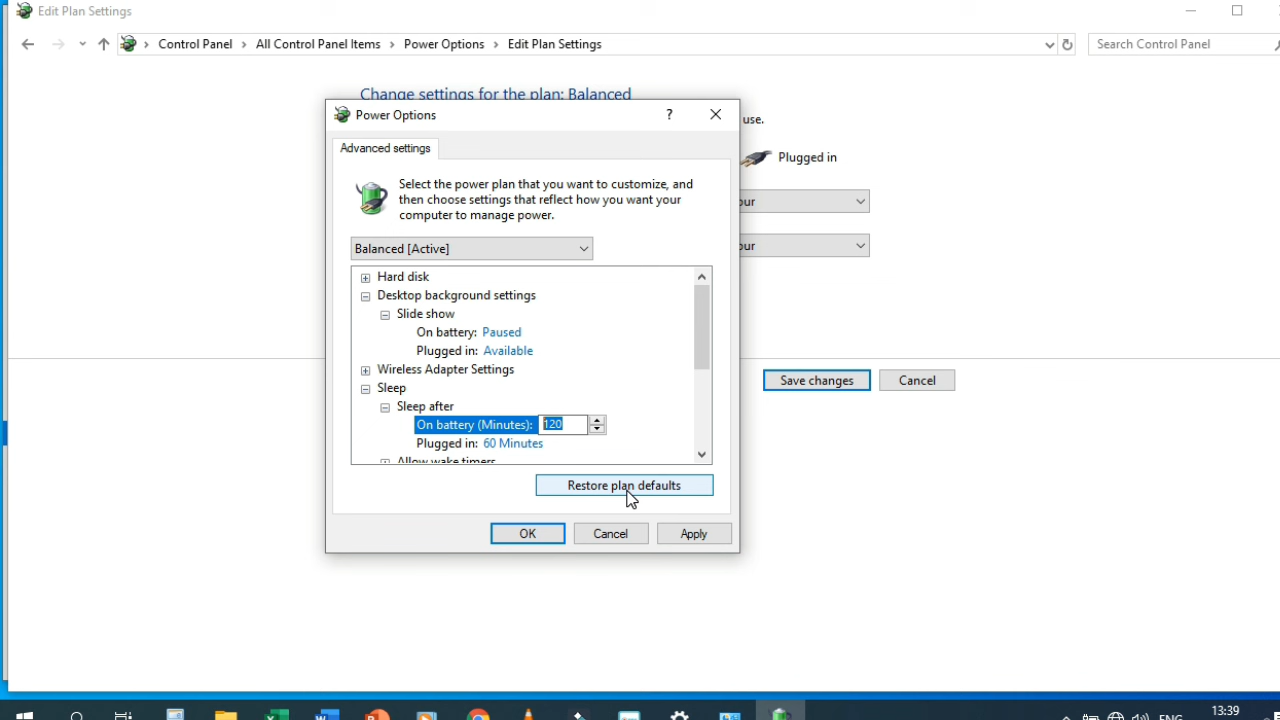 Edit Plan Settings
Control Panel > All Control Panel Items > Power Options > Edit Plan Settings
Search Control Panel
Change settings for the plan: Balanced
use.
Plugged in
our
our
Save changes
Cancel
Power Options
?
Advanced settings
Select the power plan that you want to customize, and
then choose settings that reflect how you want your
computer to manage power.
Balanced [Active]
Hard disk
Desktop background settings
Slide show
On battery: Paused
Plugged in: Available
Wireless Adapter Settings
Sleep
Sleep after
On battery (Minutes): 120
Plugged in: 60 Minutes
Allow wake timers
Restore plan defaults
OK
Cancel
Apply
ENG
13:39